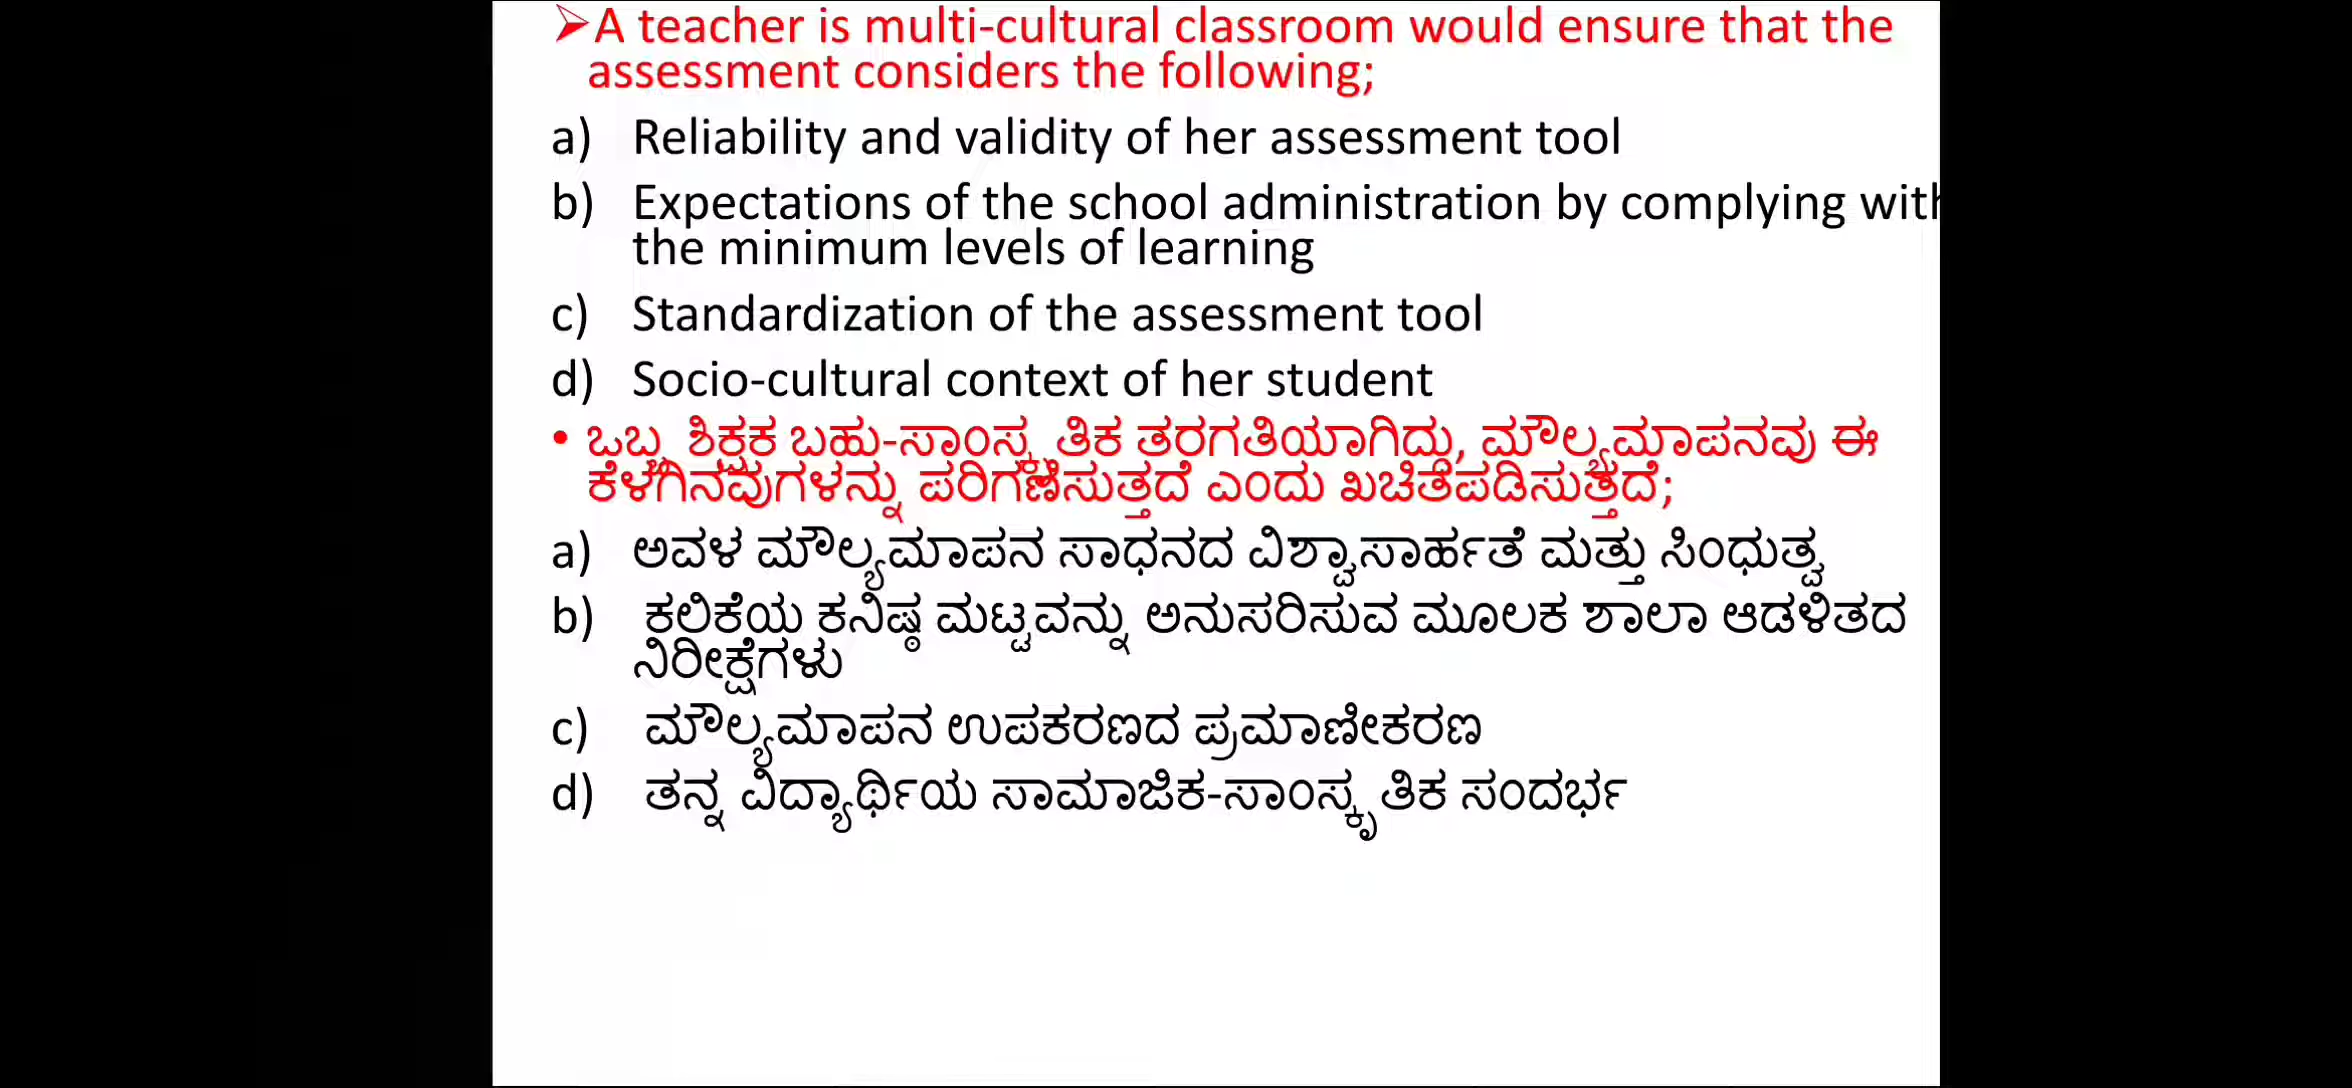 ➢A teacher is multi-cultural classroom would ensure that the
assessment considers the following;
a) Reliability and validity of her assessment tool
b) Expectations of the school administration by complying with
the minimum levels of learning
c) Standardization of the assessment tool
d) Socio-cultural context of her student
• ಒಬ್ಬ ಶಿಕ್ಷಕ ಬಹು-ಸಾಂಸ್ಕೃತಿಕ ತರಗತಿಯಾಗಿದ್ದು, ಮೌಲ್ಯಮಾಪನವು ಈ
ಕೆಳಗಿನವುಗಳನ್ನು ಪರಿಗಣಿಸುತ್ತದೆ ಎಂದು ಖಚಿತಪಡಿಸುತ್ತದೆ;
a) ಅವಳ ಮೌಲ್ಯಮಾಪನ ಸಾಧನದ ವಿಶ್ವಾಸಾರ್ಹತೆ ಮತ್ತು ಸಿಂಧುತ್ವ
b) ಕಲಿಕೆಯ ಕನಿಷ್ಠ ಮಟ್ಟವನ್ನು ಅನುಸರಿಸುವ ಮೂಲಕ ಶಾಲಾ ಆಡಳಿತದ
ನಿರೀಕ್ಷೆಗಳು
c) ಮೌಲ್ಯಮಾಪನ ಉಪಕರಣದ ಪ್ರಮಾಣೀಕರಣ
d) ತನ್ನ ವಿದ್ಯಾರ್ಥಿಯ ಸಾಮಾಜಿಕ-ಸಾಂಸ್ಕೃತಿಕ ಸಂದರ್ಭ